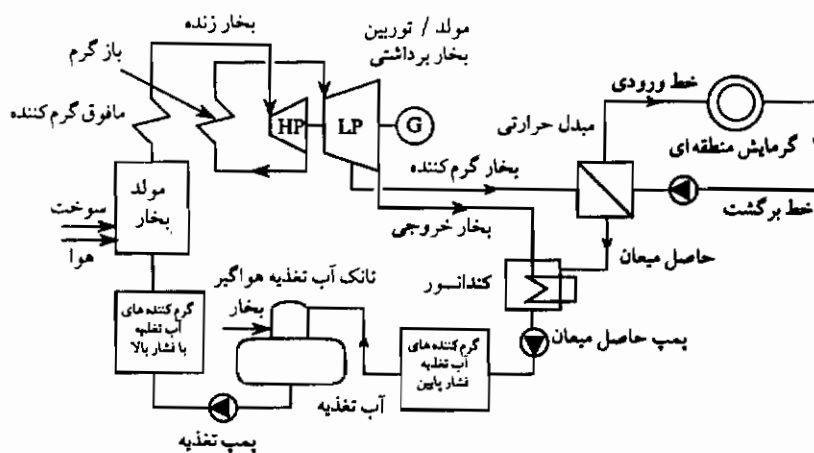 بخار زنده
مولد / توربین
بخار برداشتی
باز گرم
مافوق گرم‌کننده
HP
LP
G
خط ورودی
مبدل حرارتی
گرمایش منطقه ای
بخار گرم‌کننده
خط برگشت
مولد
بخار
سوخت
هوا
بخار خروجی
حاصل میعان
کندانسور
تانک آب تغذیه هواگیر
بخار
گرم‌کننده‌های
آب تغذیه
با فشار بالا
پمپ حاصل میعان
گرم‌کننده‌های
آب تغذیه
فشار پایین
آب تغذیه
پمپ تغذیه